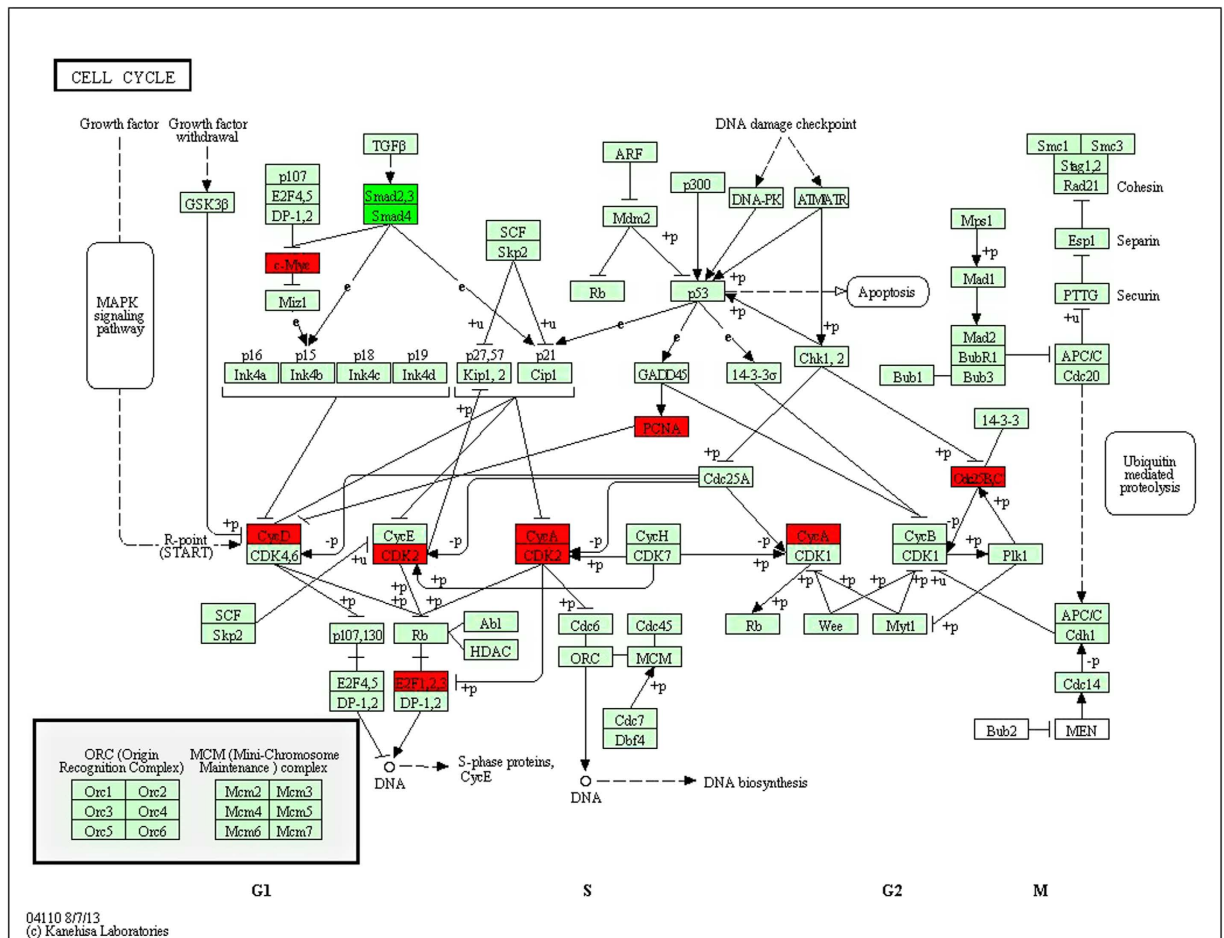 CELL CYCLE
Growth factor
Growth factor
withdrawal
TGFβ
DNA damage checkpoint
ARF
p300
DNA-PK
ATM/ATR
Smc1
Smc3
Stag1,2
Rad21
Cohesin
p107
E2F4,5
DP-1,2
GSK3β
Smad2,3
Smad4
SCF
Skp2
Mdm2
+p
Mps1
+p
Esp1
Separin
c-Myc
Rb
p53
+p
+p
Apoptosis
Mad1
PTTG
Securin
MAPK
signaling
pathway
Miz1
e
e
e
+u
+u
e
e
e
+p
Mad2
BubR1
Bub3
+u
APC/C
Cdc20
p16
Ink4a
p15
Ink4b
p18
Ink4c
p19
Ink4d
p27,57
Kip1, 2
p21
Cip1
GADD45
14-3-3σ
Chk1, 2
Bub1
+p
PCNA
14-3-3
+p
Cdc25A
+p
Cdc25B,C
+p
Ubiquitin
mediated
proteolysis
R-point
(START)
+p
CycD
CDK4,6
-p
CycE
CDK2
-p
+u
CycA
CDK2
-p
+p
CycH
CDK7
-p
+p
CycA
CDK1
CycB
CDK1
-p
+p
Plk1
+u
+p
+p
+p
+p
+p
+p
+p
+p
SCF
Skp2
p107,130
Rb
Abl
HDAC
Cdc6
Cdc45
ORC
MCM
Rb
Wee
Myt1
+p
APC/C
Cdh1
-p
E2F4,5
DP-1,2
E2F1,2,3
DP-1,2
+p
+p
Cdc7
Dbf4
Cdc14
Bub2
MEN
DNA
S-phase proteins,
CycE
DNA
DNA biosynthesis
ORC (Origin
Recognition Complex)
MCM (Mini-Chromosome
Maintenance ) complex
Orc1
Orc2
Mcm2
Mcm3
Orc3
Orc4
Mcm4
Mcm5
Orc5
Orc6
Mcm6
Mcm7
G1
S
G2
M
04110 8/7/13
(c) Kanehisa Laboratories